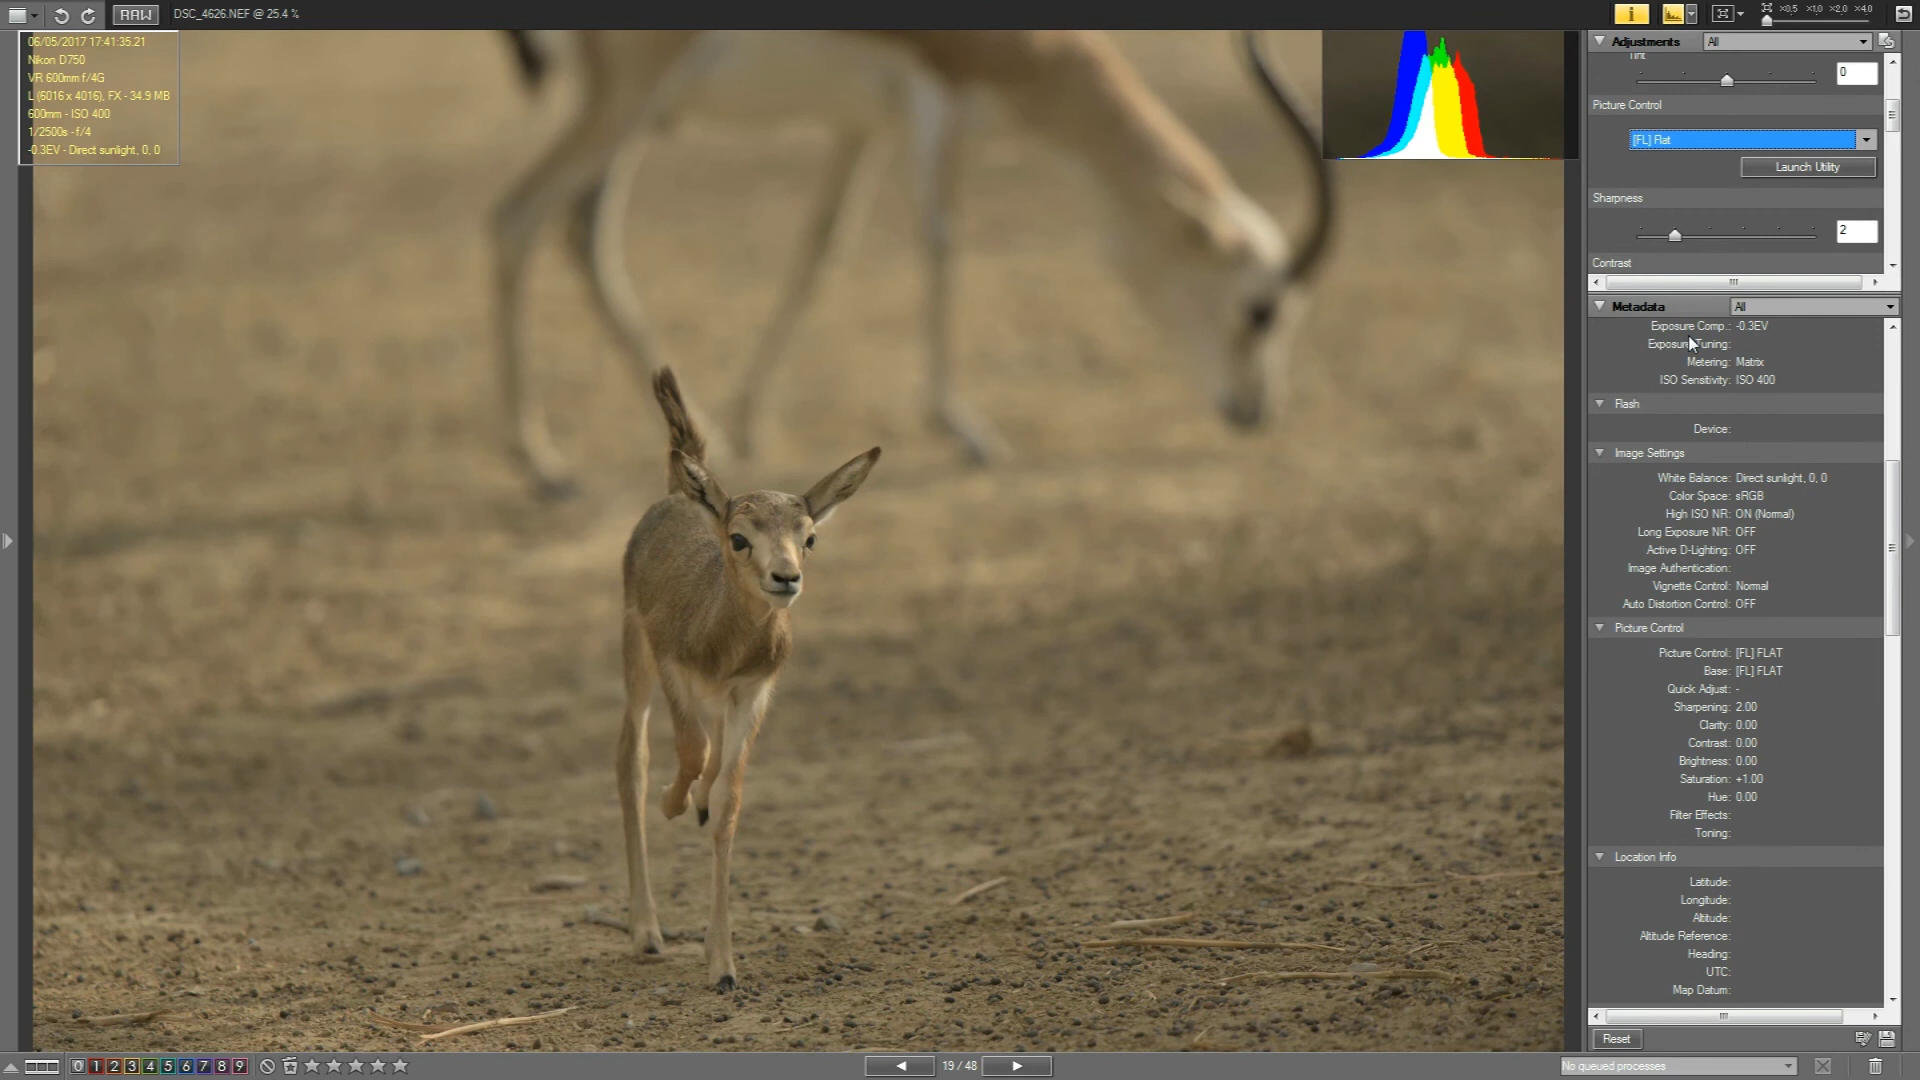 RAW DSC_4626.NEF @ 25.4 %
i ×0.5 ×1.0 ×2.0 ×4.0
06/05/2017 17:41:35.21
Nikon D750
VR 600mm f/4G
L (6016 x 4016), FX - 34.9 MB
600mm - ISO 400
1/2500s - f/4
-0.3EV - Direct sunlight, 0, 0
Adjustments All
Tint
0
Picture Control
[FL] Flat
Launch Utility
Sharpness
2
Contrast
Metadata All
Exposure Comp.: -0.3EV
Exposure Tuning:
Metering: Matrix
ISO Sensitivity: ISO 400
Flash
Device:
Image Settings
White Balance: Direct sunlight, 0, 0
Color Space: sRGB
High ISO NR: ON (Normal)
Long Exposure NR: OFF
Active D-Lighting: OFF
Image Authentication:
Vignette Control: Normal
Auto Distortion Control: OFF
Picture Control
Picture Control: [FL] FLAT
Base: [FL] FLAT
Quick Adjust: -
Sharpening: 2.00
Clarity: 0.00
Contrast: 0.00
Brightness: 0.00
Saturation: +1.00
Hue: 0.00
Filter Effects:
Toning:
Location Info
Latitude:
Longitude:
Altitude:
Altitude Reference:
Heading:
UTC:
Map Datum:
Reset
0 1 2 3 4 5 6 7 8 9
19 / 48
No queued processes